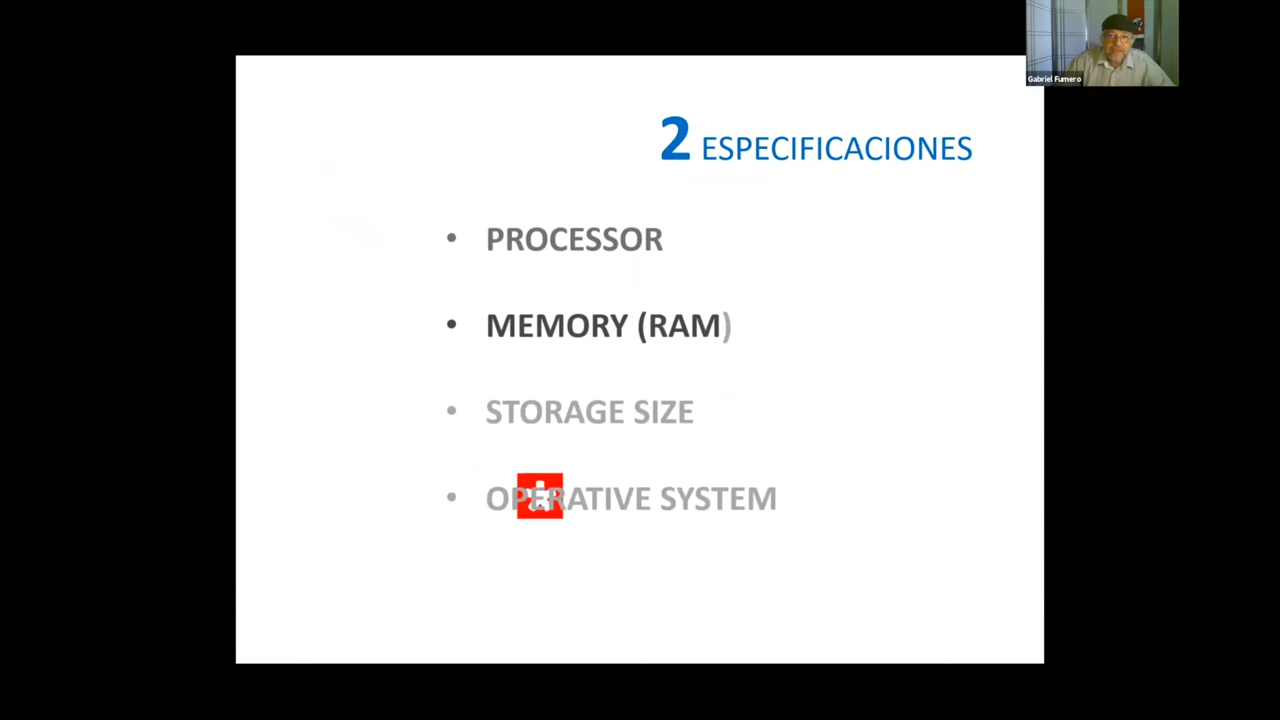 Gabriel Fumero
2 ESPECIFICACIONES
• PROCESSOR
• MEMORY (RAM)
• STORAGE SIZE
• OPERATIVE SYSTEM